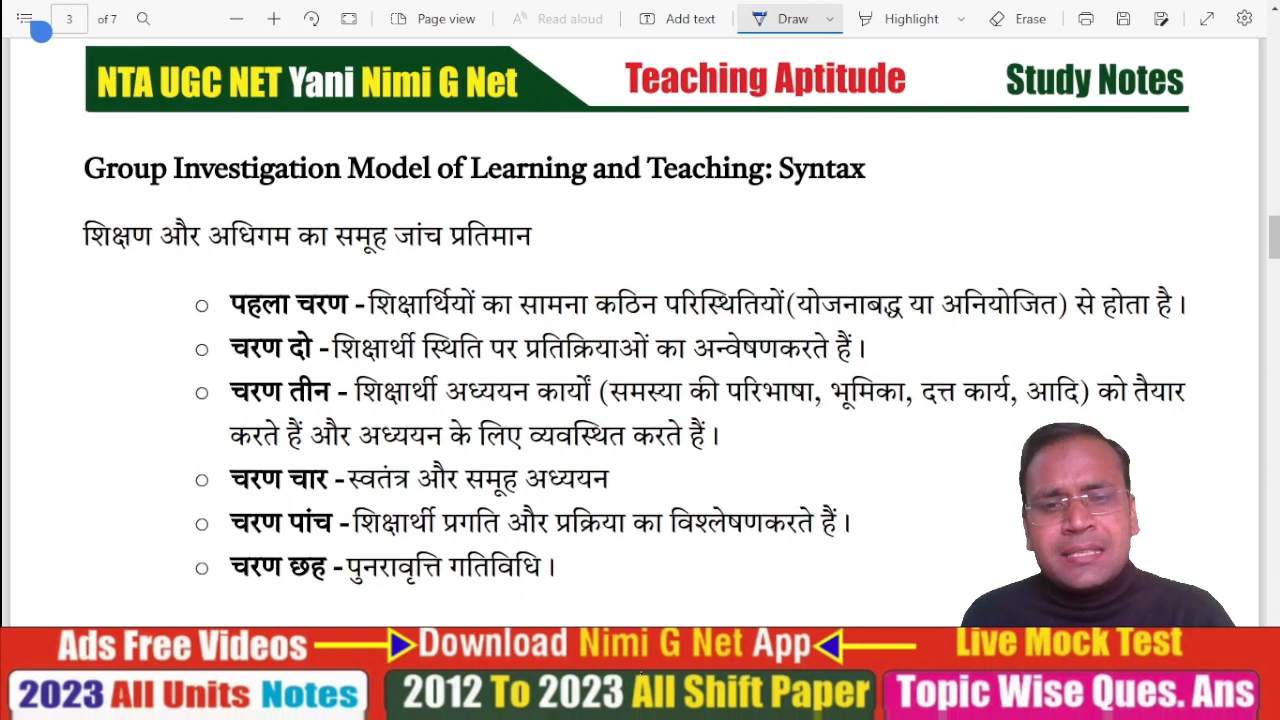 3 of 7 Page view Read aloud Add text Draw Highlight Erase
NTA UGC NET Yani Nimi G Net Teaching Aptitude Study Notes
Group Investigation Model of Learning and Teaching: Syntax
शिक्षण और अधिगम का समूह जांच प्रतिमान
○ पहला चरण -शिक्षार्थियों का सामना कठिन परिस्थितियों(योजनाबद्ध या अनियोजित) से होता है।
○ चरण दो -शिक्षार्थी स्थिति पर प्रतिक्रियाओं का अन्वेषणकरते हैं।
○ चरण तीन - शिक्षार्थी अध्ययन कार्यों (समस्या की परिभाषा, भूमिका, दत्त कार्य, आदि) को तैयार
करते हैं और अध्ययन के लिए व्यवस्थित करते हैं।
○ चरण चार -स्वतंत्र और समूह अध्ययन
○ चरण पांच -शिक्षार्थी प्रगति और प्रक्रिया का विश्लेषणकरते हैं।
○ चरण छह -पुनरावृत्ति गतिविधि।
Ads Free Videos Download Nimi G Net App Live Mock Test
2023 All Units Notes 2012 To 2023 All Shift Paper Topic Wise Ques. Ans